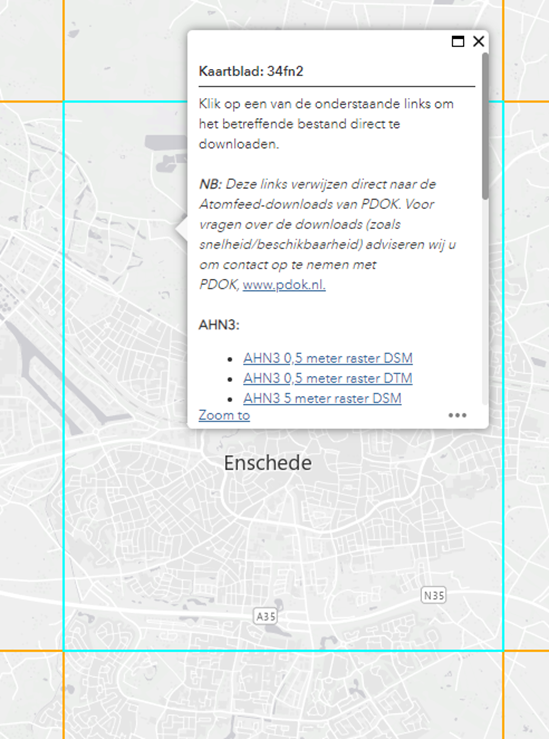 Kaartblad: 34fn2
Klik op een van de onderstaande links om
het betreffende bestand direct te
downloaden.
NB: Deze links verwijzen direct naar de
Atomfeed-downloads van PDOK. Voor
vragen over de downloads (zoals
snelheid/beschikbaarheid) adviseren wij u
om contact op te nemen met
PDOK, www.pdok.nl.
AHN3:
• AHN3 0,5 meter raster DSM
• AHN3 0,5 meter raster DTM
• AHN3 5 meter raster DSM
Zoom to
Enschede
N35
A35